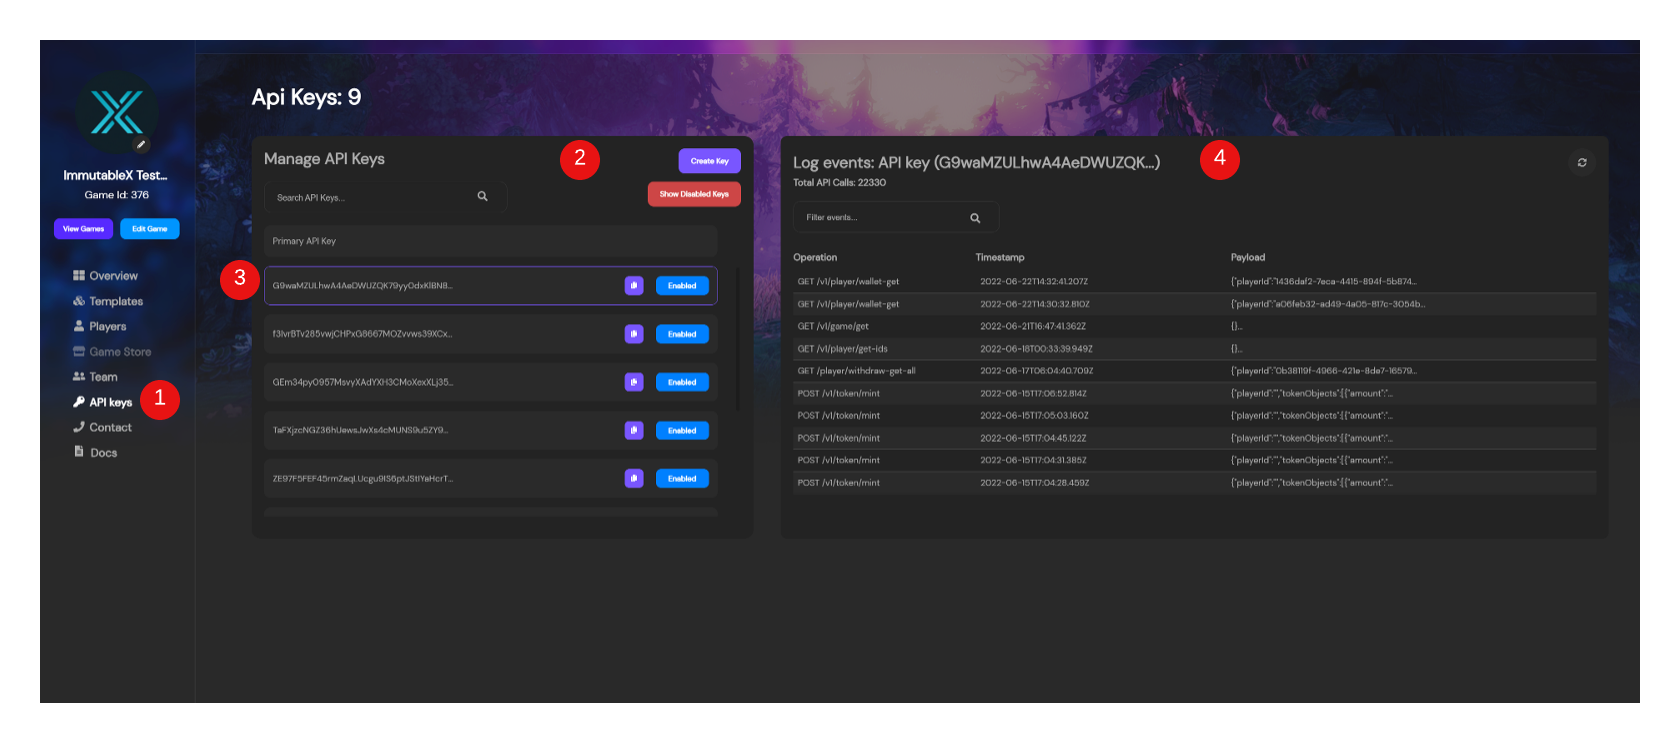 ImmutableX Test...
Game Id: 376
View Games
Edit Game
Overview
Templates
Players
Game Store
Team
API keys
1
Contact
Docs
Api Keys: 9
Manage API Keys
2
Create Key
Search API Keys...
Show Disabled Keys
Primary API Key
3
G9waMZULhwA4AeDWUZQK79yyOdxKlBN8...
Enabled
f3IvrBTv285vwjCHPxG8667MOZvvws39XCx...
Enabled
GEm34pyO957MsvyXAdYXH3CMoXexXLj35...
Enabled
TaFXjzcNGZ36hUewsJwXs4cMUNS9u5ZY9...
Enabled
ZE97F5FEF45rmZaqLUcgu9IS6ptJStIYaHcrT...
Enabled
Log events: API key (G9waMZULhwA4AeDWUZQK...)
4
Total API Calls: 22330
Filter events...
Operation Timestamp Payload
GET /v1/player/wallet-get 2022-06-22T14:32:41.207Z {"playerId":"1436daf2-7eca-4415-894f-5b874...
GET /v1/player/wallet-get 2022-06-22T14:30:32.810Z {"playerId":"a06feb32-ad49-4a05-817c-3054b...
GET /v1/game/get 2022-06-21T16:47:41.362Z {}...
GET /v1/player/get-ids 2022-06-18T00:33:39.949Z {}...
GET /player/withdraw-get-all 2022-06-17T06:04:40.709Z {"playerId":"0b38119f-4966-421e-8de7-16579...
POST /v1/token/mint 2022-06-15T17:06:52.814Z {"playerId":"","tokenObjects":[{"amount":"...
POST /v1/token/mint 2022-06-15T17:05:03.160Z {"playerId":"","tokenObjects":[{"amount":"...
POST /v1/token/mint 2022-06-15T17:04:45.122Z {"playerId":"","tokenObjects":[{"amount":"...
POST /v1/token/mint 2022-06-15T17:04:31.385Z {"playerId":"","tokenObjects":[{"amount":"...
POST /v1/token/mint 2022-06-15T17:04:28.459Z {"playerId":"","tokenObjects":[{"amount":"...